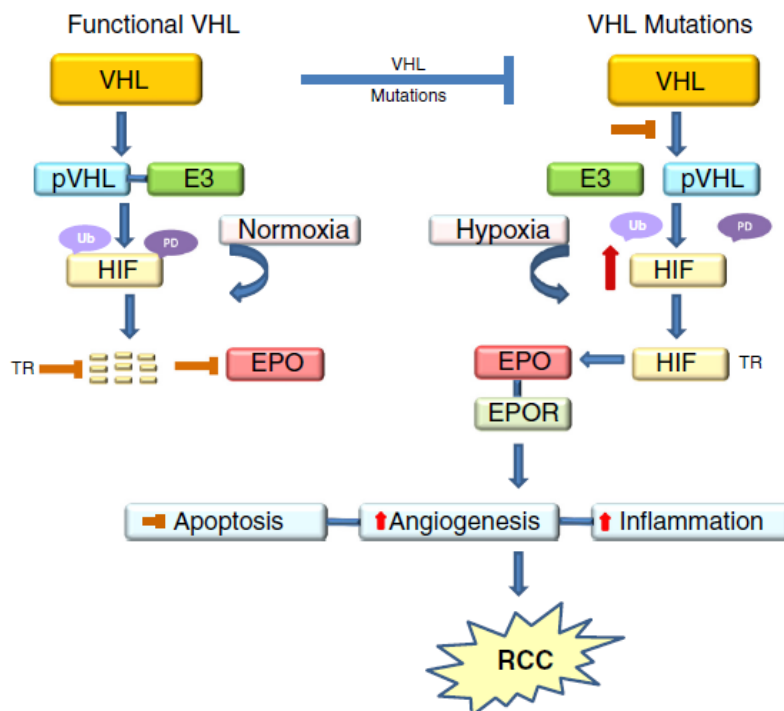 Functional VHL
VHL Mutations
VHL
VHL
Mutations
VHL
pVHL
E3
E3
pVHL
Ub
PD
Normoxia
Hypoxia
Ub
PD
HIF
HIF
TR
EPO
EPO
HIF
TR
EPOR
Apoptosis
Angiogenesis
Inflammation
RCC